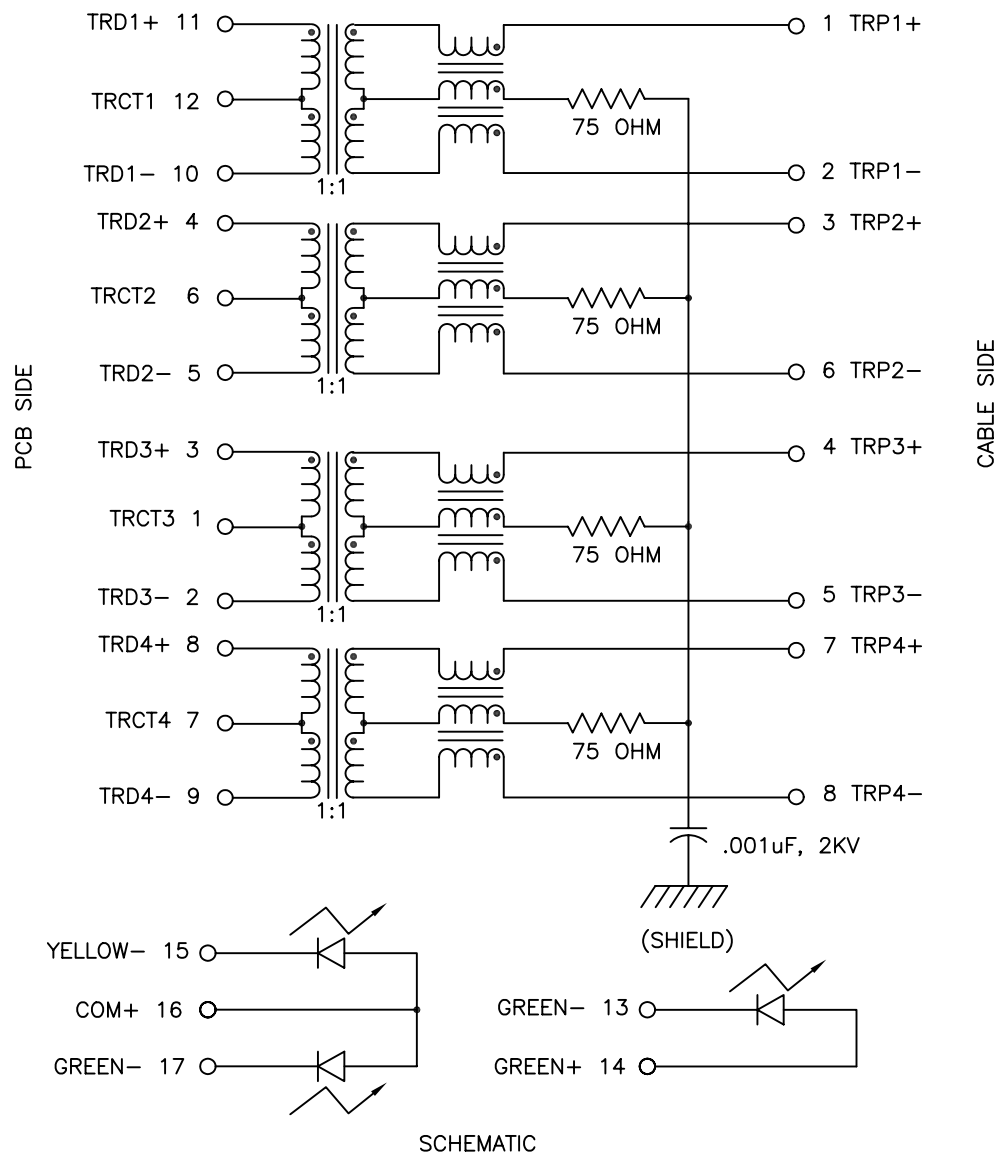 TRD1+ 11
1 TRP1+
TRCT1 12
75 OHM
TRD1− 10
1:1
2 TRP1−
TRD2+ 4
3 TRP2+
TRCT2 6
75 OHM
TRD2− 5
1:1
6 TRP2−
PCB SIDE
CABLE SIDE
TRD3+ 3
4 TRP3+
TRCT3 1
75 OHM
TRD3− 2
1:1
5 TRP3−
TRD4+ 8
7 TRP4+
TRCT4 7
75 OHM
TRD4− 9
1:1
8 TRP4−
.001uF, 2KV
(SHIELD)
YELLOW− 15
COM+ 16
GREEN− 17
GREEN− 13
GREEN+ 14
SCHEMATIC